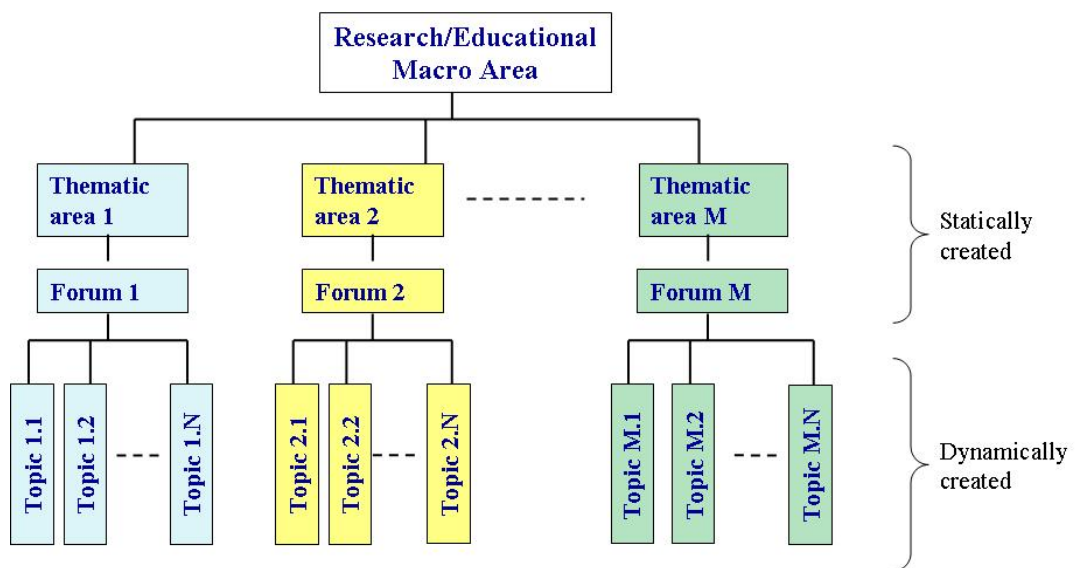 Research/Educational
Macro Area
Thematic
area 1
Thematic
area 2
Thematic
area M
Statically
created
Forum 1
Forum 2
Forum M
Topic 1.1
Topic 1.2
Topic 1.N
Topic 2.1
Topic 2.2
Topic 2.N
Topic M.1
Topic M.2
Topic M.N
Dynamically
created